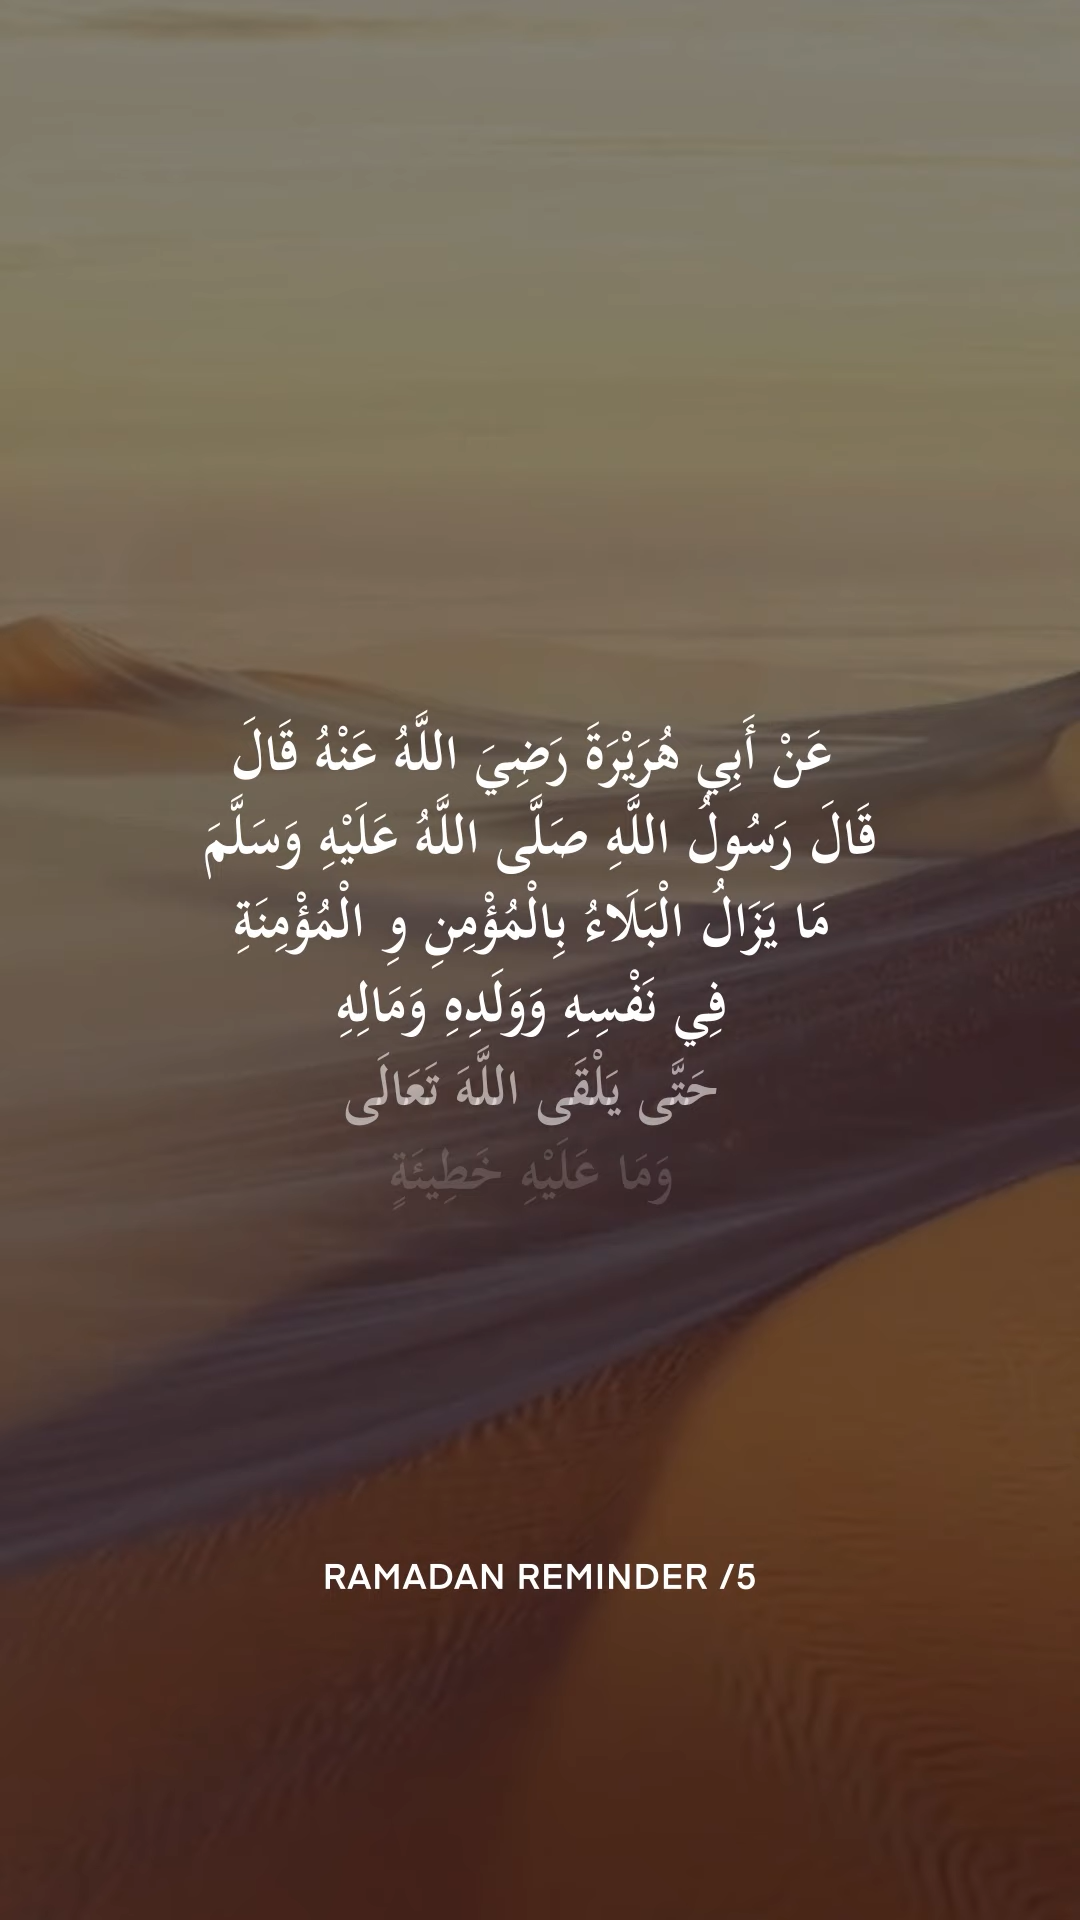 عَنْ أَبِي هُرَيْرَةَ رَضِيَ اللَّهُ عَنْهُ قَالَ
قَالَ رَسُولُ اللَّهِ صَلَّى اللَّهُ عَلَيْهِ وَسَلَّمَ
مَا يَزَالُ الْبَلَاءُ بِالْمُؤْمِنِ وِ الْمُؤْمِنَةِ
فِي نَفْسِهِ وَوَلَدِهِ وَمَالِهِ
حَتَّى يَلْقَى اللَّهَ تَعَالَى
وَمَا عَلَيْهِ خَطِيئَةٍ
RAMADAN REMINDER /5